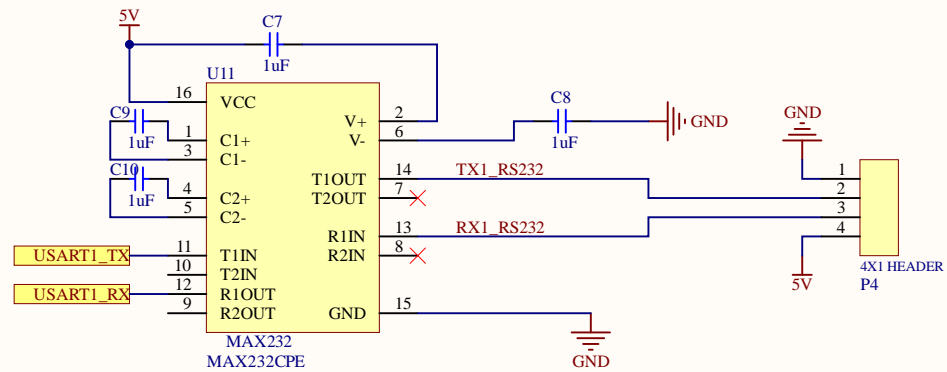 5V
C7
1uF
U11
16
VCC
C9
1uF
1
C1+
3
C1-
C10
1uF
4
C2+
5
C2-
V+
2
V-
6
C8
1uF
GND
T1OUT
14
TX1_RS232
T2OUT
7
R1IN
13
RX1_RS232
R2IN
8
USART1_TX
11
T1IN
10
T2IN
USART1_RX
12
R1OUT
9
R2OUT
GND
15
GND
MAX232
MAX232CPE
GND
1
2
3
4
5V
4X1 HEADER
P4